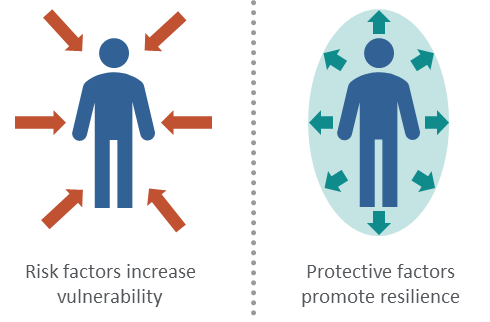 Risk factors increase
vulnerability
Protective factors
promote resilience